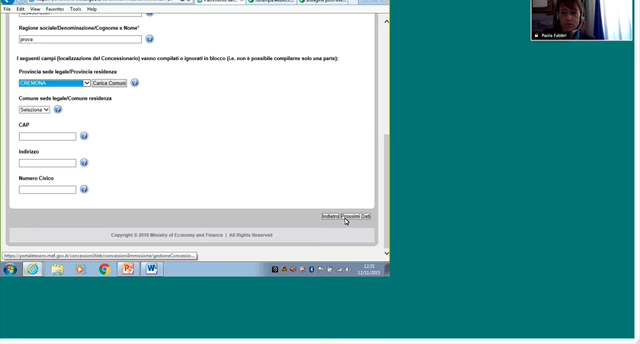 File Edit View Favorites Tools Help
Ragione sociale/Denominazione/Cognome e Nome*
prova
I seguenti campi (localizzazione del Concessionario) vanno compilati o ignorati in blocco (i.e. non è possibile compilarne solo una parte):
Provincia sede legale/Provincia residenza
CREMONA Carica Comuni
Comune sede legale/Comune residenza
Seleziona
CAP
Indirizzo
Numero Civico
Indietro Prossimi Dati
Copyright © 2010 Ministry of Economy and Finance | All Rights Reserved
12/11/2015
Paola Fabbri